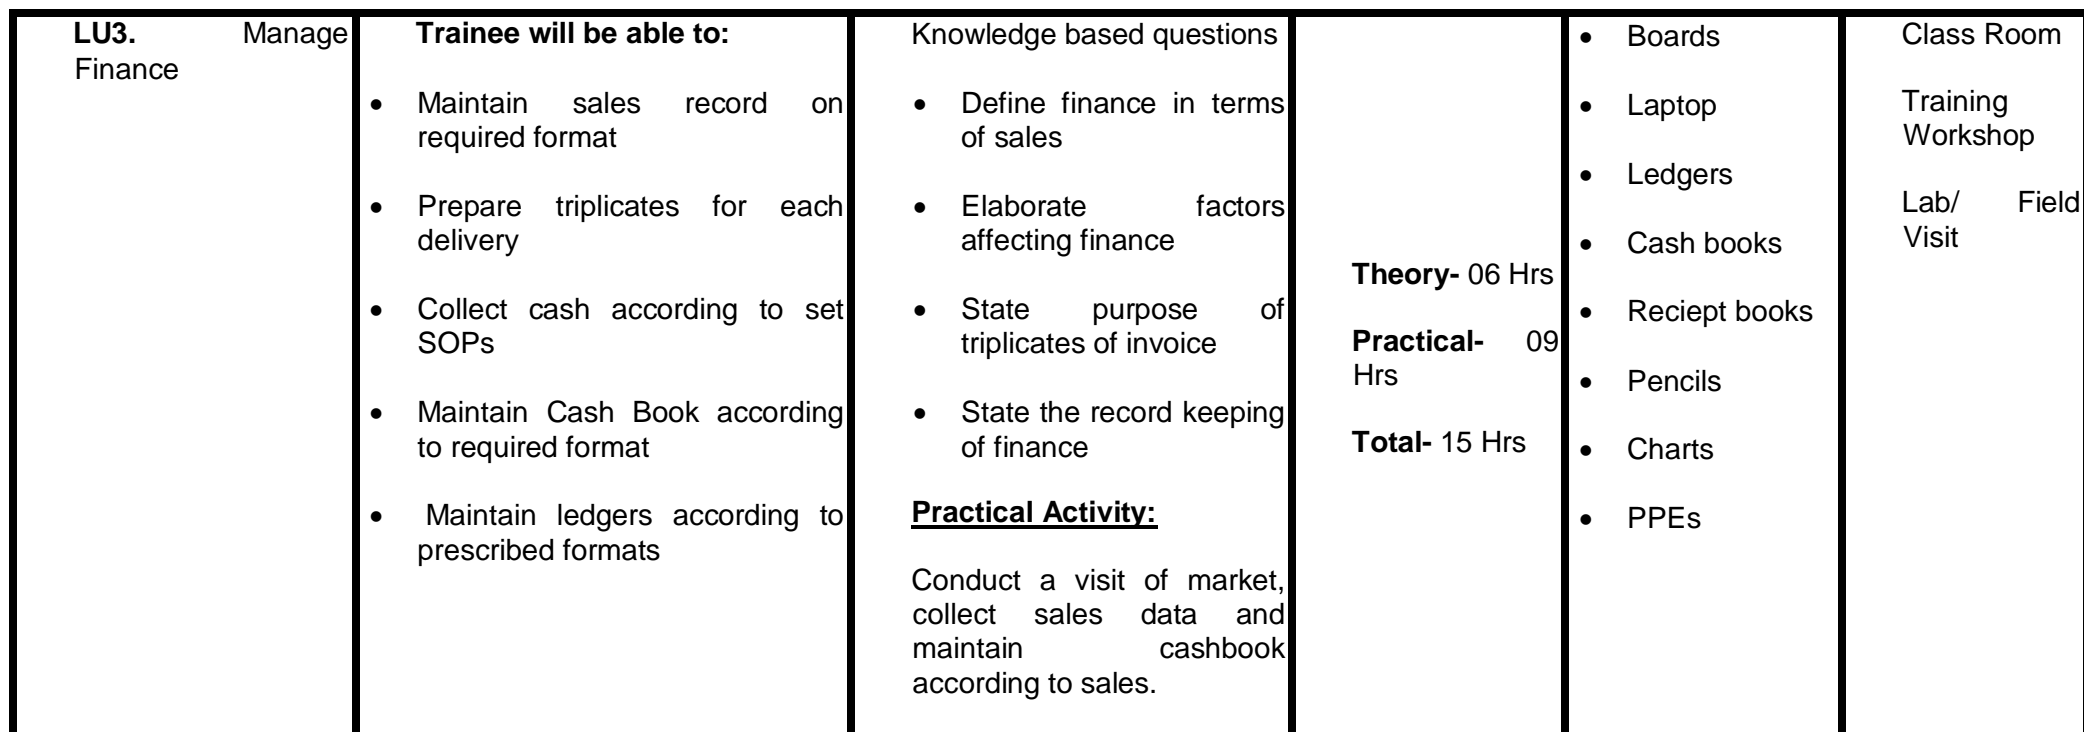 LU3. Manage
Finance
Trainee will be able to:
• Maintain sales record on
required format
• Prepare triplicates for each
delivery
• Collect cash according to set
SOPs
• Maintain Cash Book according
to required format
• Maintain ledgers according to
prescribed formats
Knowledge based questions
• Define finance in terms
of sales
• Elaborate factors
affecting finance
• State purpose of
triplicates of invoice
• State the record keeping
of finance
Practical Activity:
Conduct a visit of market,
collect sales data and
maintain cashbook
according to sales.
Theory- 06 Hrs
Practical- 09
Hrs
Total- 15 Hrs
• Boards
• Laptop
• Ledgers
• Cash books
• Reciept books
• Pencils
• Charts
• PPEs
Class Room
Training
Workshop
Lab/ Field
Visit